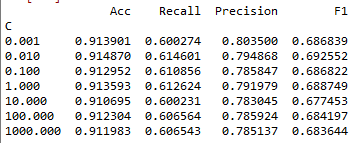 Acc Recall Precision F1
C
0.001 0.913901 0.600274 0.803500 0.686839
0.010 0.914870 0.614601 0.794868 0.692552
0.100 0.912952 0.610856 0.785847 0.686822
1.000 0.913593 0.612624 0.791979 0.688749
10.000 0.910695 0.600231 0.783045 0.677453
100.000 0.912304 0.606564 0.785924 0.684197
1000.000 0.911983 0.606543 0.785137 0.683644